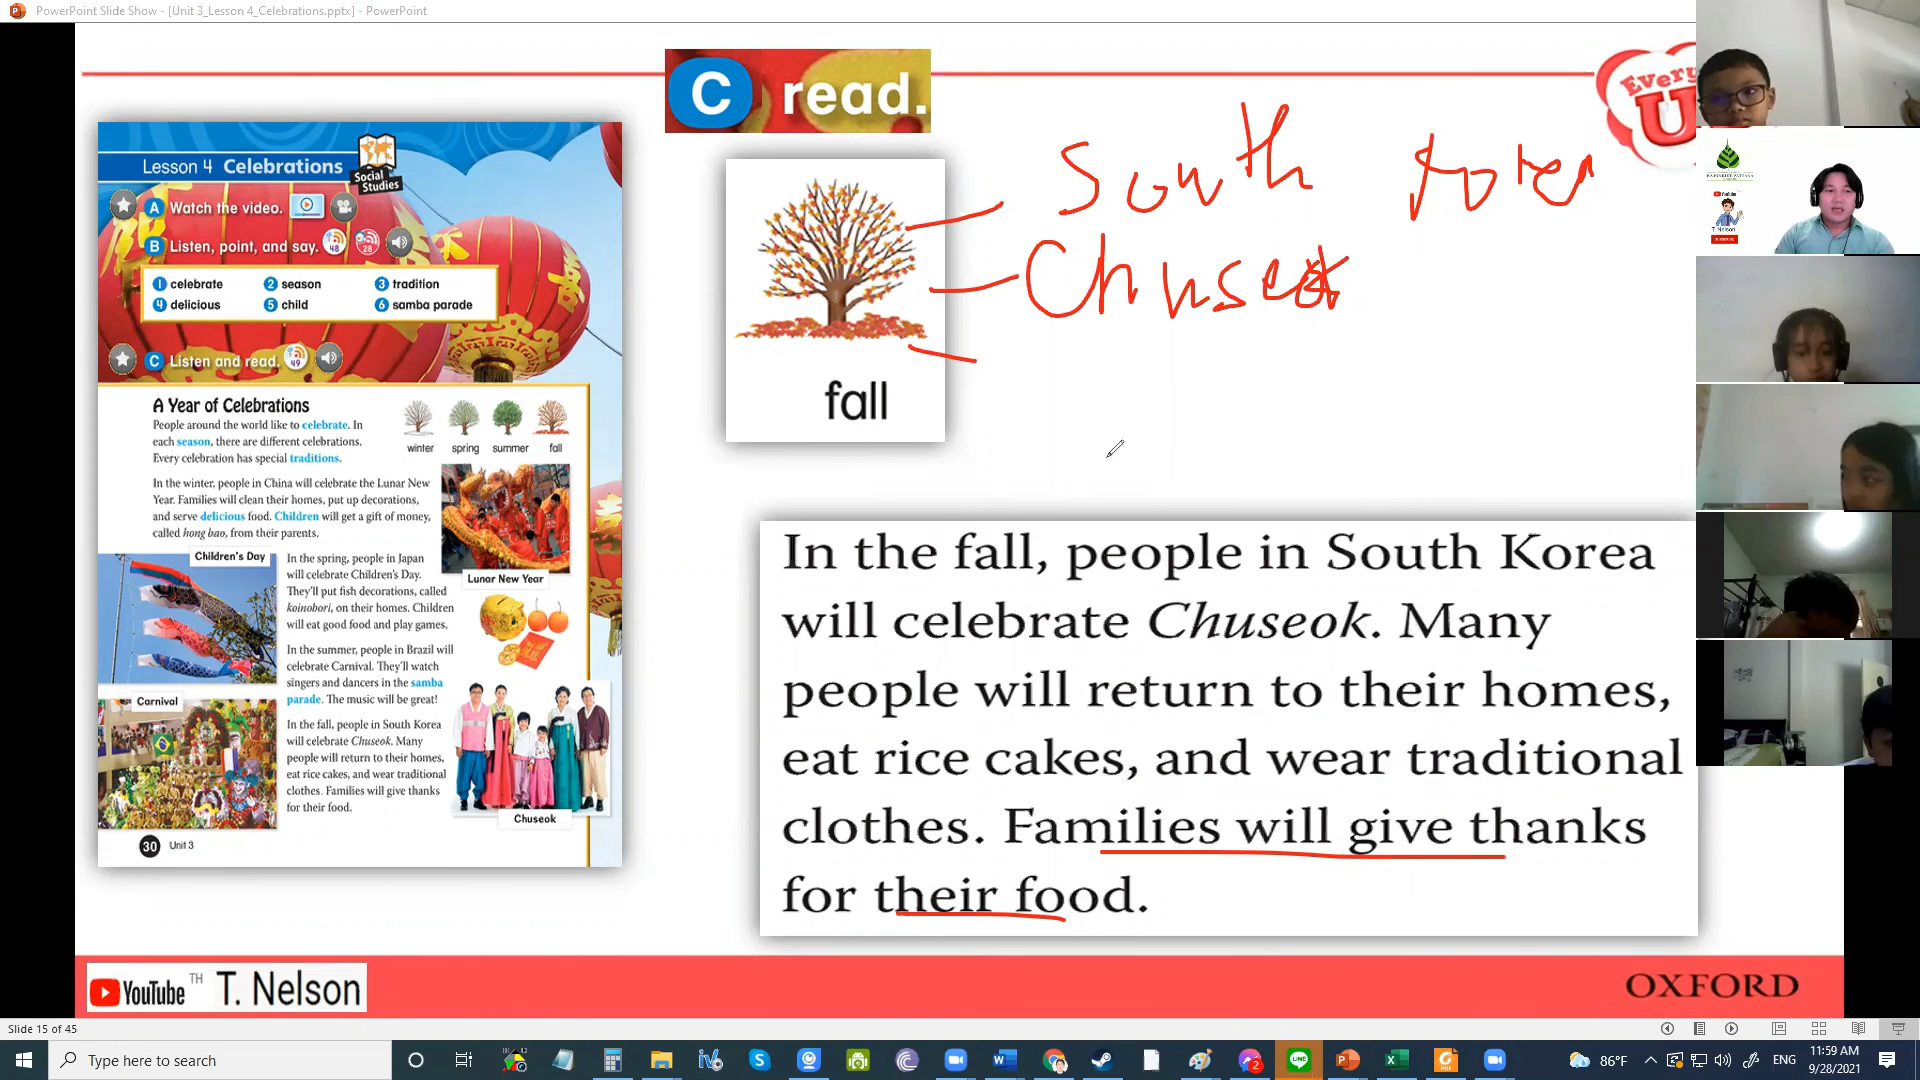 PowerPoint Slide Show - [Unit 3_Lesson 4_Celebrations.pptx] - PowerPoint
C read.
Every
U
Lesson 4 Celebrations
Social
Studies
A Watch the video.
B Listen, point, and say.
48
28
1 celebrate 2 season 3 tradition
4 delicious 5 child 6 samba parade
C Listen and read.
49
A Year of Celebrations
People around the world like to celebrate. In
each season, there are different celebrations.
Every celebration has special traditions.
winter spring summer fall
In the winter, people in China will celebrate the Lunar New
Year. Families will clean their homes, put up decorations,
and serve delicious food. Children will get a gift of money,
called hong bao, from their parents.
Lunar New Year
Children's Day
In the spring, people in Japan
will celebrate Children's Day.
They'll put fish decorations, called
koinobori, on their homes. Children
will eat good food and play games.
In the summer, people in Brazil will
celebrate Carnival. They'll watch
singers and dancers in the samba
parade. The music will be great!
Carnival
In the fall, people in South Korea
will celebrate Chuseok. Many
people will return to their homes,
eat rice cakes, and wear traditional
clothes. Families will give thanks
for their food.
Chuseok
30 Unit 3
fall
South Korea
Chuseok
In the fall, people in South Korea
will celebrate Chuseok. Many
people will return to their homes,
eat rice cakes, and wear traditional
clothes. Families will give thanks
for their food.
YouTube TH T. Nelson
OXFORD
YouTube
T. Nelson
SUBSCRIBE
Slide 15 of 45
Type here to search
2
86°F
ENG
11:59 AM
9/28/2021